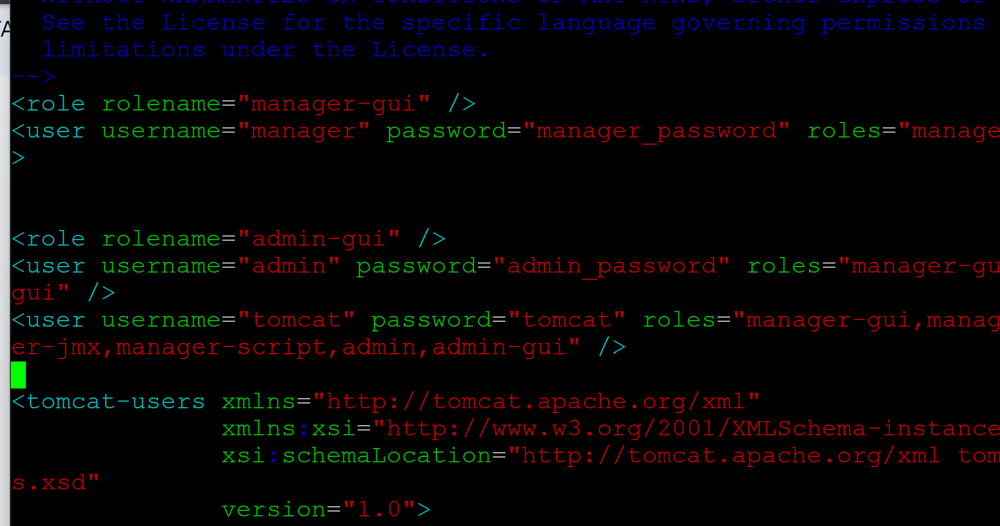 See the License for the specific language governing permissions
limitations under the License.
-->
<role rolename="manager-gui" />
<user username="manager" password="manager_password" roles="manage
>
<role rolename="admin-gui" />
<user username="admin" password="admin_password" roles="manager-gu
gui" />
<user username="tomcat" password="tomcat" roles="manager-gui,manag
er-jmx,manager-script,admin,admin-gui" />
<tomcat-users xmlns="http://tomcat.apache.org/xml"
xmlns:xsi="http://www.w3.org/2001/XMLSchema-instance
xsi:schemaLocation="http://tomcat.apache.org/xml tom
s.xsd"
version="1.0">